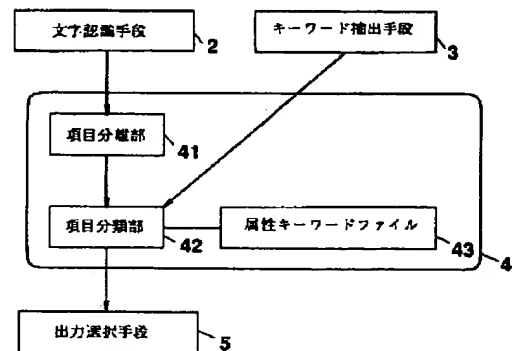 文字認識手段
2
キーワード抽出手段
3
項目分離部
41
項目分類部
42
属性キーワードファイル
43
4
出力選択手段
5